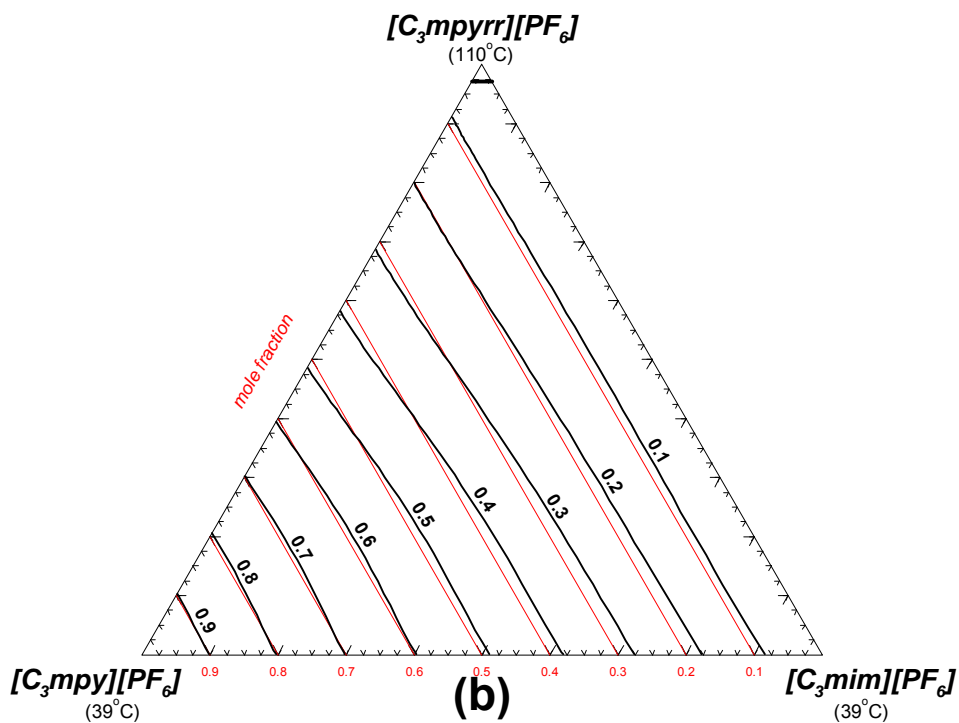 [C₃mpyrr][PF₆]
(110°C)
mole fraction
0.1
0.2
0.3
0.4
0.5
0.6
0.7
0.8
0.9
0.9 0.8 0.7 0.6 0.5 0.4 0.3 0.2 0.1
[C₃mpy][PF₆] (b) [C₃mim][PF₆]
(39°C) (39°C)